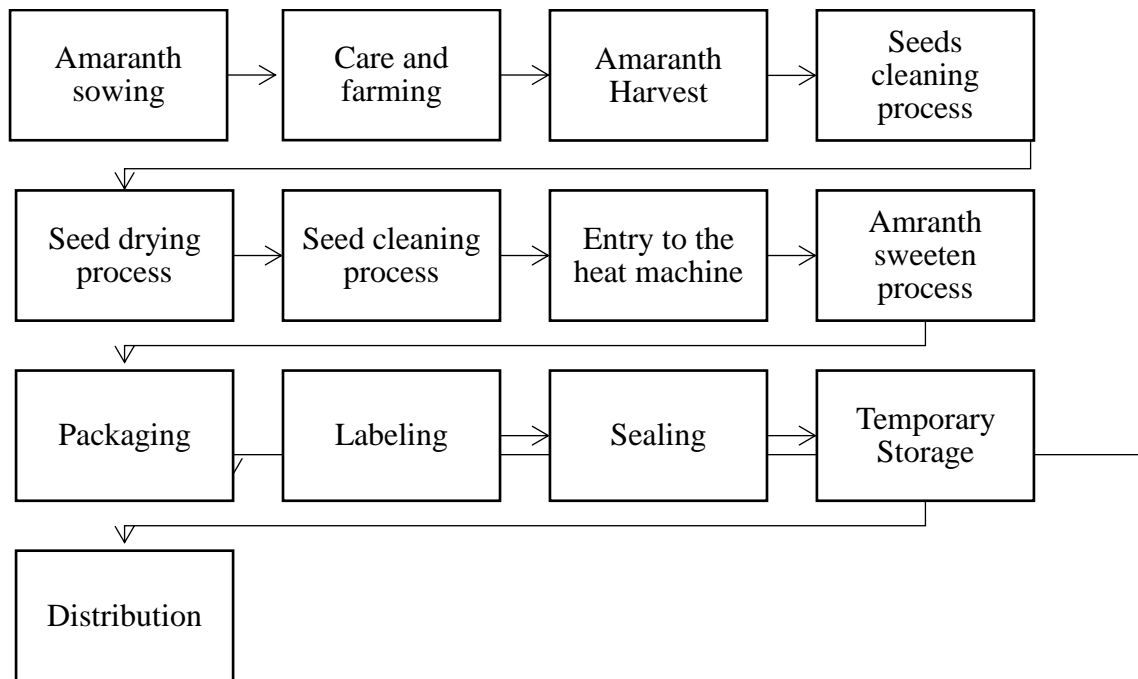 Amaranth
sowing
Care and
farming
Amaranth
Harvest
Seeds
cleaning
process
Seed drying
process
Seed cleaning
process
Entry to the
heat machine
Amranth
sweeten
process
Packaging
Labeling
Sealing
Temporary
Storage
Distribution